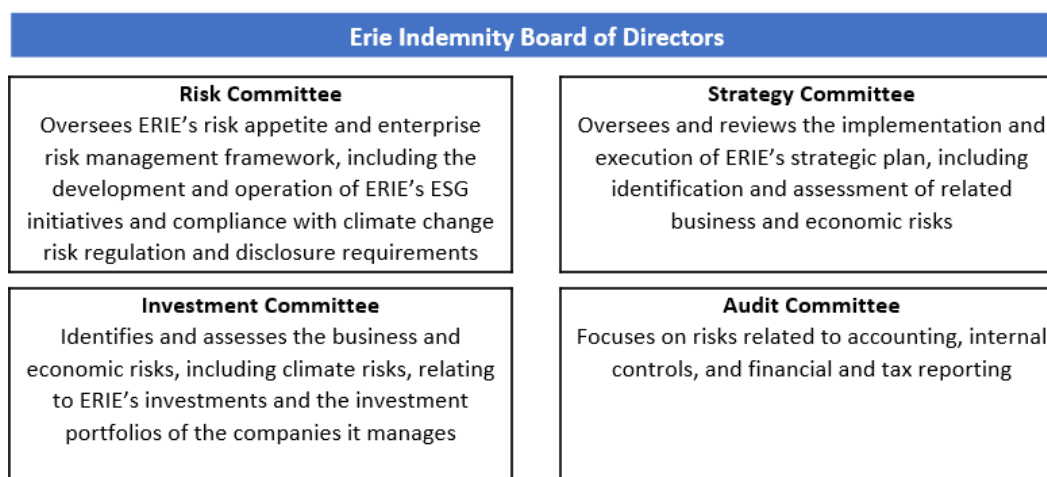 Erie Indemnity Board of Directors
Risk Committee
Oversees ERIE’s risk appetite and enterprise
risk management framework, including the
development and operation of ERIE’s ESG
initiatives and compliance with climate change
risk regulation and disclosure requirements
Strategy Committee
Oversees and reviews the implementation and
execution of ERIE’s strategic plan, including
identification and assessment of related
business and economic risks
Investment Committee
Identifies and assesses the business and
economic risks, including climate risks, relating
to ERIE’s investments and the investment
portfolios of the companies it manages
Audit Committee
Focuses on risks related to accounting, internal
controls, and financial and tax reporting